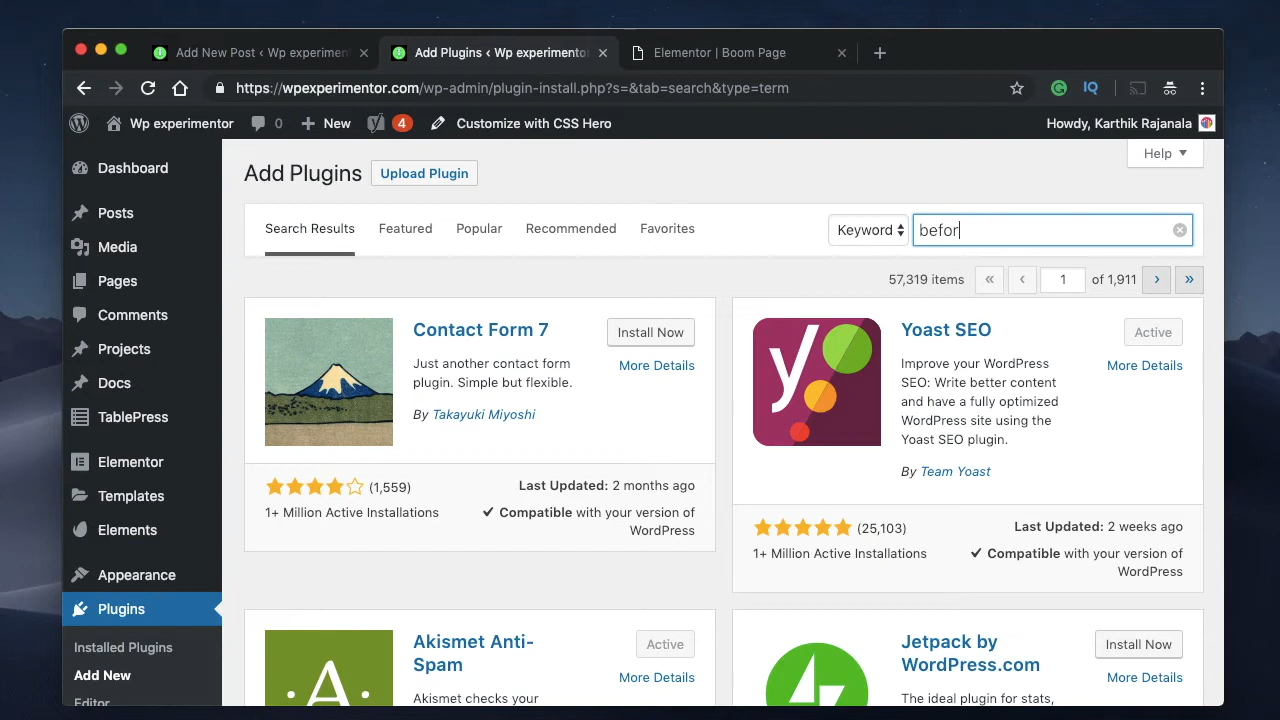 Add New Post ‹ Wp experiment
Add Plugins ‹ Wp experimento
Elementor | Boom Page
https://wpexperimentor.com/wp-admin/plugin-install.php?s=&tab=search&type=term
IQ
Wp experimentor
0
New
4
Customize with CSS Hero
Howdy, Karthik Rajanala
Dashboard
Posts
Media
Pages
Comments
Projects
Docs
TablePress
Elementor
Templates
Elements
Appearance
Plugins
Installed Plugins
Add New
Editor
Add Plugins
Upload Plugin
Help
Search Results
Featured
Popular
Recommended
Favorites
Keyword
befor
57,319 items
«
‹
1
of 1,911
›
»
Contact Form 7
Install Now
More Details
Just another contact form
plugin. Simple but flexible.
By Takayuki Miyoshi
(1,559)
Last Updated: 2 months ago
1+ Million Active Installations
Compatible with your version of
WordPress
Yoast SEO
Active
More Details
Improve your WordPress
SEO: Write better content
and have a fully optimized
WordPress site using the
Yoast SEO plugin.
By Team Yoast
(25,103)
Last Updated: 2 weeks ago
1+ Million Active Installations
Compatible with your version of
WordPress
Akismet Anti-
Spam
Active
More Details
Akismet checks your
Jetpack by
WordPress.com
Install Now
More Details
The ideal plugin for stats,